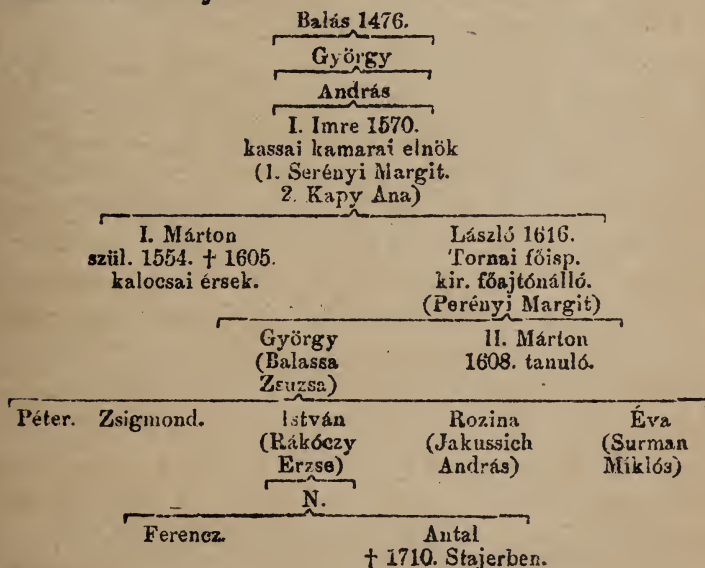 Balás 1476.
György
András
I. Imre 1570.
kassai kamarai elnök
(1. Serényi Margit.
2. Kapy Ana)
I. Márton László 1616.
szül. 1554. † 1605. Tornai főisp.
kalocsai érsek. kir. főajtónálló.
(Perényi Margit)
György II. Márton
(Balassa 1608. tanuló.
Zsuzsa)
Péter. Zsigmond. István Rozina Éva
(Rákóczy (Jakussich (Surman
Erzse) András) Miklós)
N.
Ferencz. Antal
† 1710. Stajerben.